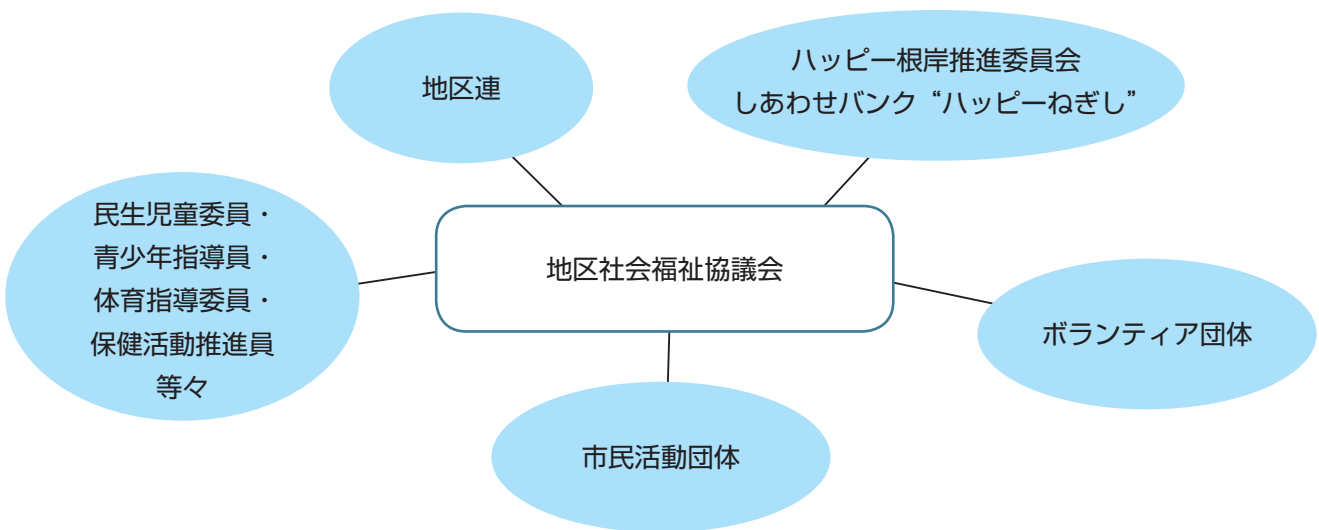 地区連
ハッピー根岸推進委員会
しあわせバンク“ハッピーねぎし”
民生児童委員・
青少年指導員・
体育指導委員・
保健活動推進員
等々
地区社会福祉協議会
ボランティア団体
市民活動団体